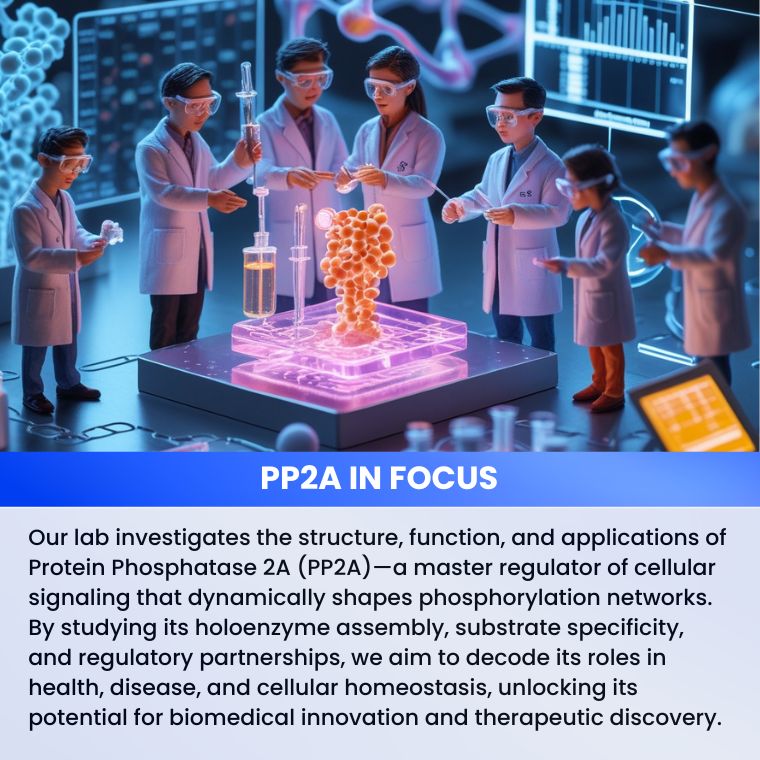 PP2A IN FOCUS
Our lab investigates the structure, function, and applications of
Protein Phosphatase 2A (PP2A)—a master regulator of cellular
signaling that dynamically shapes phosphorylation networks.
By studying its holoenzyme assembly, substrate specificity,
and regulatory partnerships, we aim to decode its roles in
health, disease, and cellular homeostasis, unlocking its
potential for biomedical innovation and therapeutic discovery.